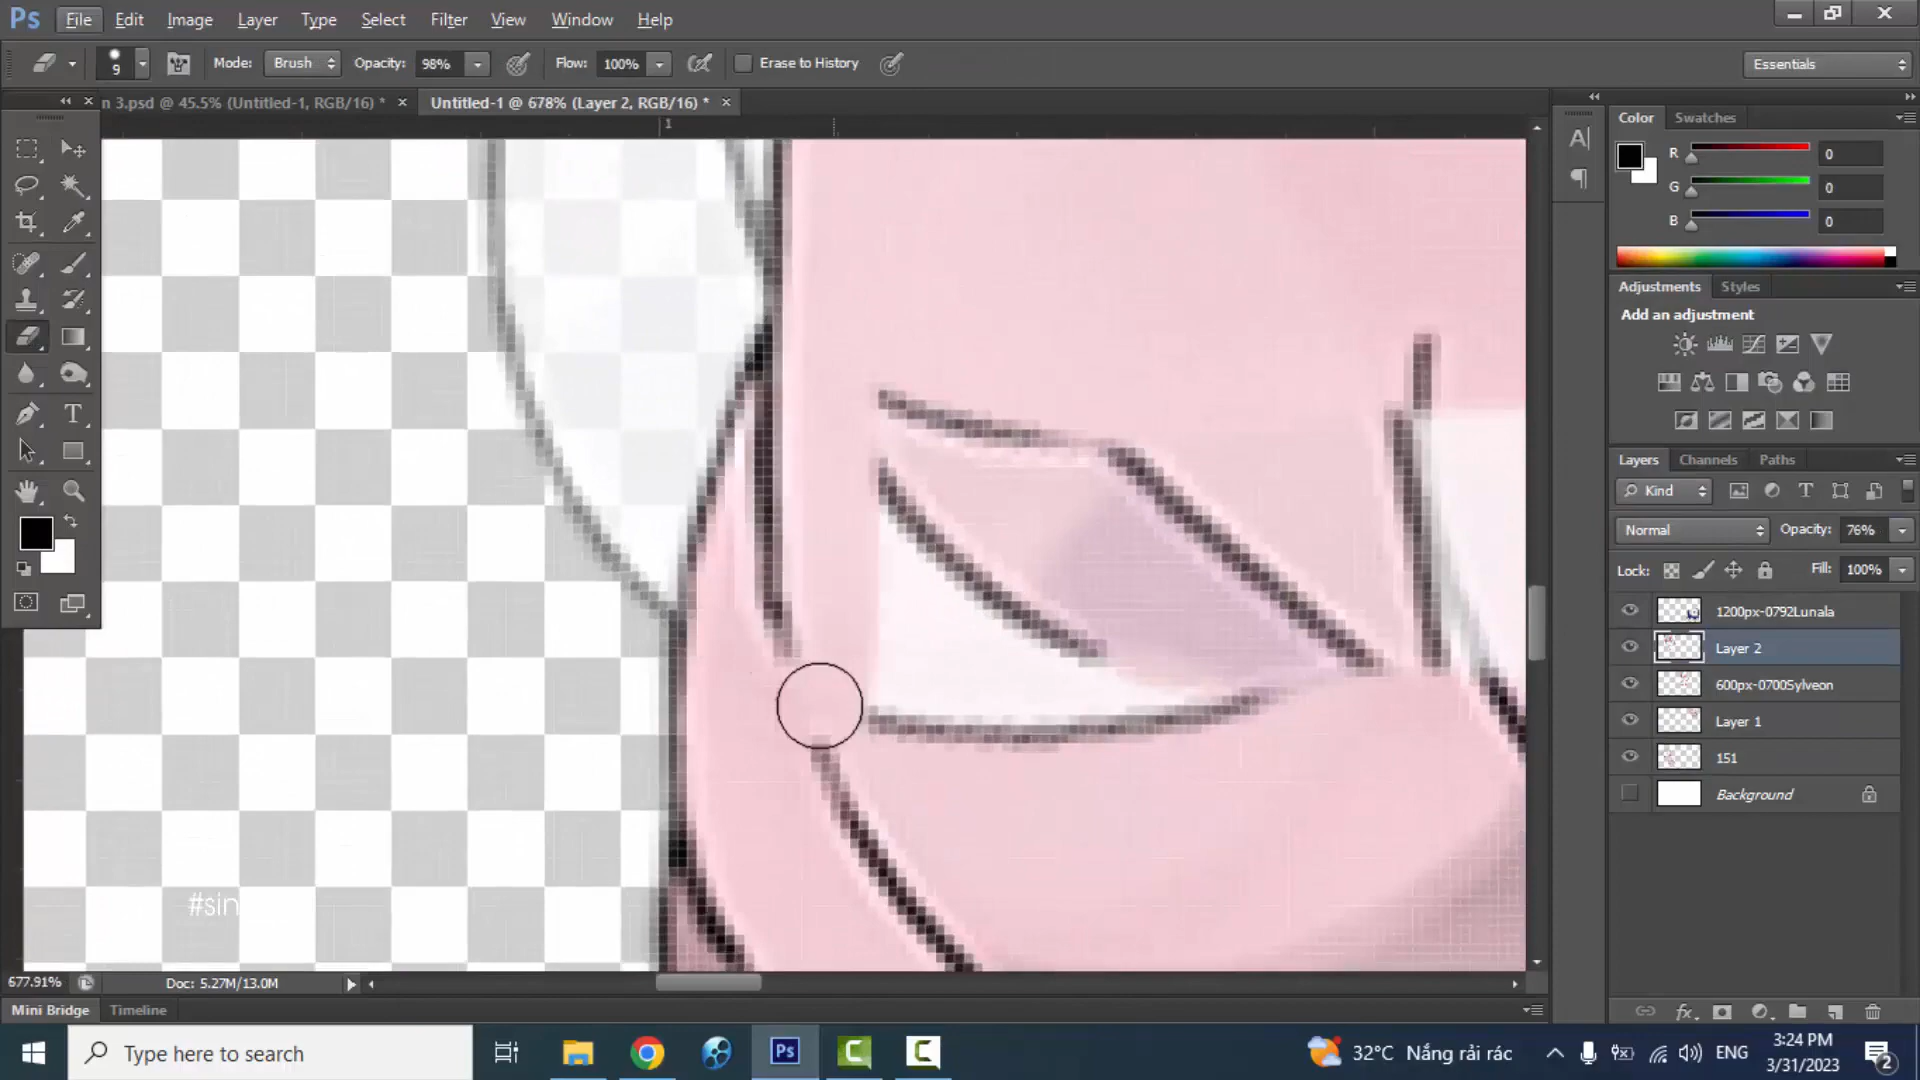 Ps File Edit Image Layer Type Select Filter View Window Help
9 Mode: Brush Opacity: 98% Flow: 100% Erase to History Essentials
n 3.psd @ 45.5% (Untitled-1, RGB/16) * Untitled-1 @ 678% (Layer 2, RGB/16) *
1
Color Swatches
R 0
G 0
B 0
Adjustments Styles
Add an adjustment
Layers Channels Paths
Kind
Normal Opacity: 76%
Lock: Fill: 100%
1200px-0792Lunala
Layer 2
600px-0700Sylveon
Layer 1
151
Background
#sin
677.91% Doc: 5.27M/13.0M
Mini Bridge Timeline
Type here to search
32°C Nắng rải rác ENG
3:24 PM
3/31/2023
2